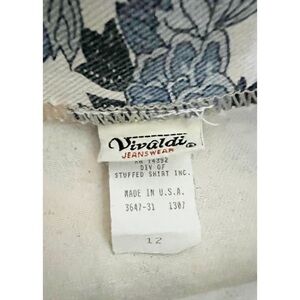 Vivaldi®
JEANSWEAR
RN 14392
DIV OF
STUFFED SHIRT INC.
MADE IN U.S.A.
3647-31 1307
12